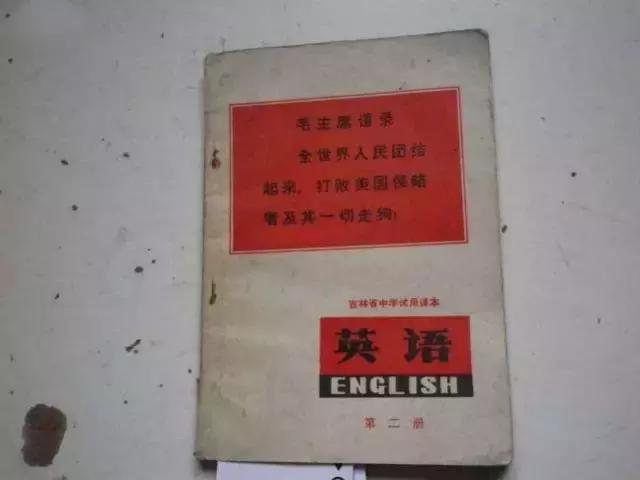 毛主席语录
全世界人民团结
起来，打败美国侵略
者及其一切走狗！
吉林省中学试用课本
英语
ENGLISH
第二册